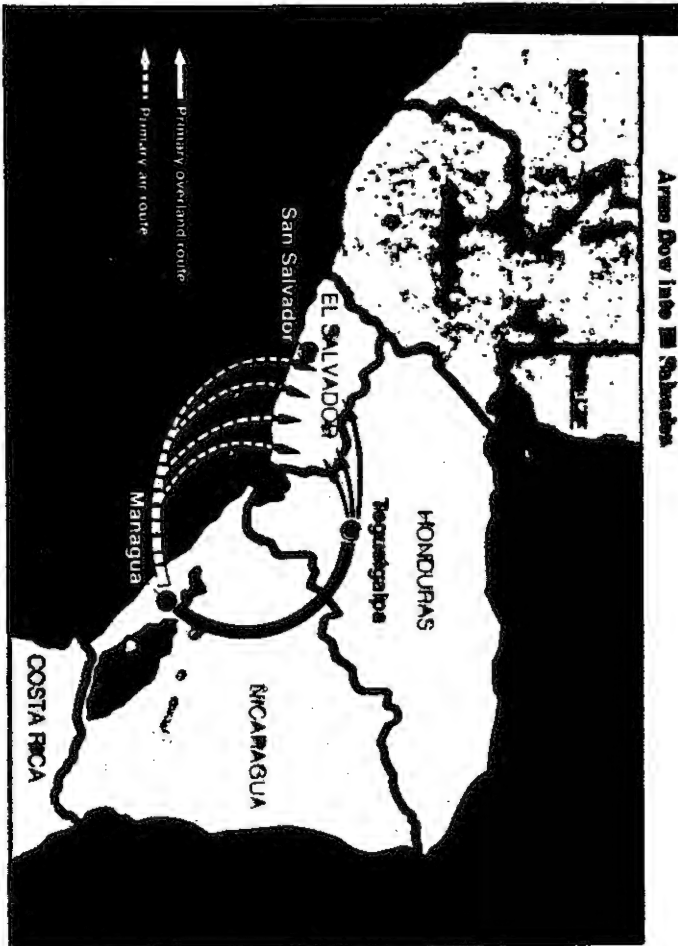 Arms flow into El Salvador
MEXICO
HONDURAS
Tegucigalpa
EL SALVADOR
San Salvador
NICARAGUA
Managua
COSTA RICA
Primary overland route
Primary air route